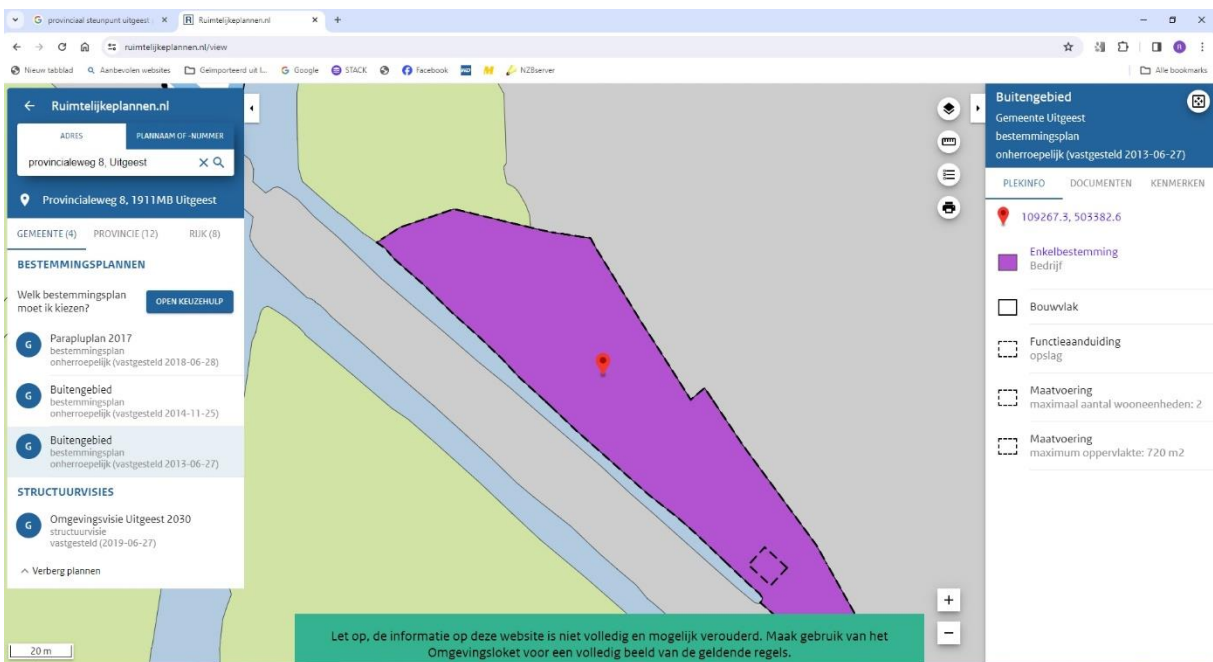 G provinciaal steunpunt uitgeest
R Ruimtelijkeplannen.nl
ruimtelijkeplannen.nl/view
Nieuw tabblad
Aanbevolen websites
Geïmporteerd uit I...
Google
STACK
Facebook
NZBserver
Alle bookmarks
Ruimtelijkeplannen.nl
ADRES
PLANNAAM OF -NUMMER
provincialeweg 8, Uitgeest
Provincialeweg 8, 1911MB Uitgeest
GEMEENTE (4) PROVINCIE (12) RIJK (8)
BESTEMMINGSPLANNEN
Welk bestemmingsplan
moet ik kiezen?
OPEN KEUZEHULP
G
Parapluplan 2017
bestemmingsplan
onherroepelijk (vastgesteld 2018-06-28)
G
Buitengebied
bestemmingsplan
onherroepelijk (vastgesteld 2014-11-25)
G
Buitengebied
bestemmingsplan
onherroepelijk (vastgesteld 2013-06-27)
STRUCTUURVISIES
G
Omgevingsvisie Uitgeest 2030
structuurvisie
vastgesteld (2019-06-27)
Verberg plannen
20 m
Let op, de informatie op deze website is niet volledig en mogelijk verouderd. Maak gebruik van het
Omgevingsloket voor een volledig beeld van de geldende regels.
Buitengebied
Gemeente Uitgeest
bestemmingsplan
onherroepelijk (vastgesteld 2013-06-27)
PLEKINFO DOCUMENTEN KENMERKEN
109267.3, 503382.6
Enkelbestemming
Bedrijf
Bouwvlak
Functieaanduiding
opslag
Maatvoering
maximaal aantal wooneenheden: 2
Maatvoering
maximum oppervlakte: 720 m2